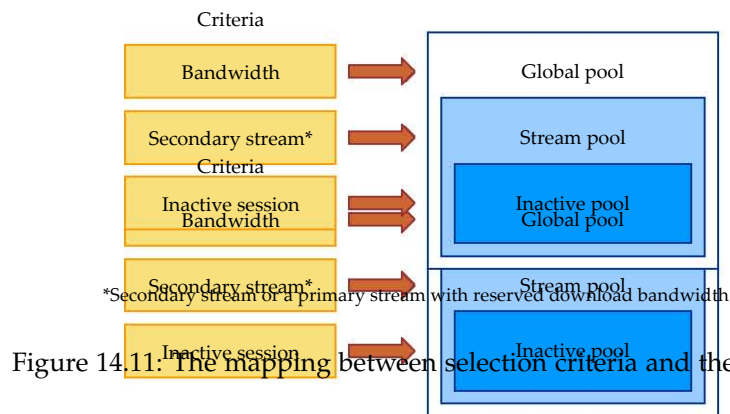 Criteria
Bandwidth Global pool
Secondary stream* Stream pool
Criteria
Inactive session Inactive pool
Bandwidth Global pool
Secondary stream* Stream pool
*Secondary stream or a primary stream with reserved download bandwidth
Inactive session Inactive pool
Figure 14.11: The mapping between selection criteria and the